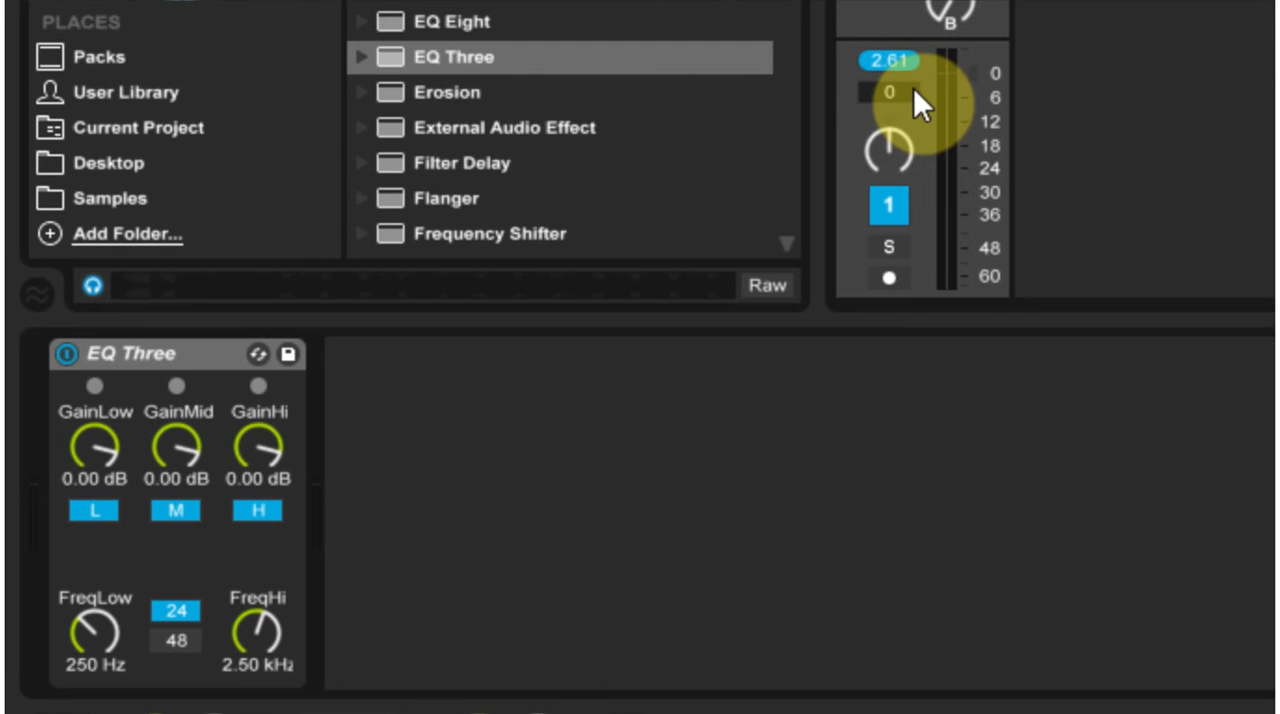 PLACES
Packs
User Library
Current Project
Desktop
Samples
Add Folder...
EQ Eight
EQ Three
Erosion
External Audio Effect
Filter Delay
Flanger
Frequency Shifter
Raw
B
2.61
0
1
S
0
6
12
18
24
30
36
48
60
EQ Three
GainLow GainMid GainHi
0.00 dB 0.00 dB 0.00 dB
L M H
FreqLow 24 FreqHi
48
250 Hz 2.50 kHz